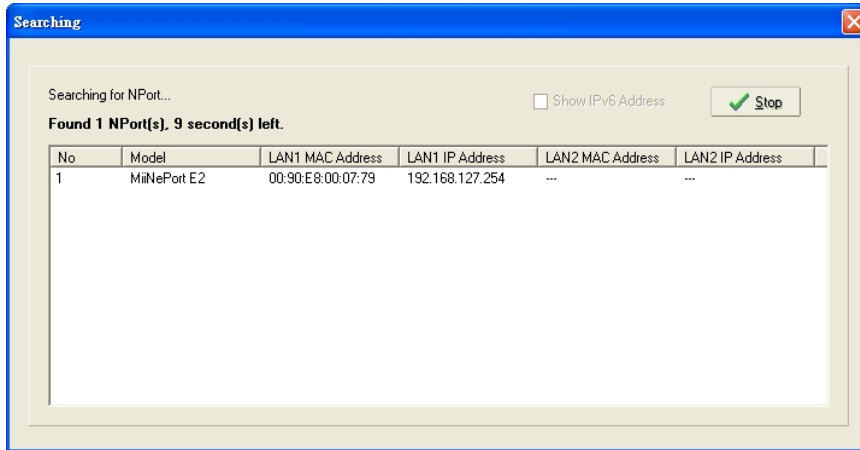 Searching
Searching for NPort...
Show IPv6 Address
Stop
Found 1 NPort(s), 9 second(s) left.
No Model LAN1 MAC Address LAN1 IP Address LAN2 MAC Address LAN2 IP Address
1 MiiNePort E2 00:90:E8:00:07:79 192.168.127.254 --- ---